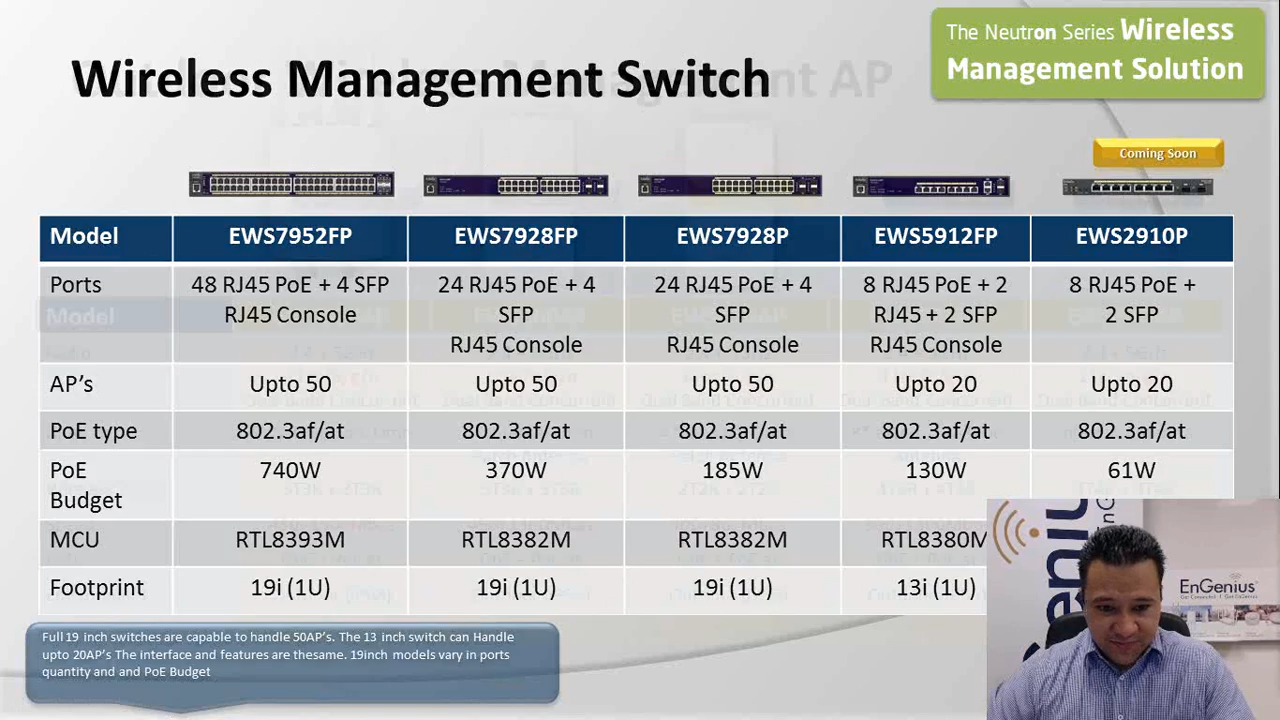 The Neutron Series Wireless
Management Solution
Wireless Management Switch
Management AP
Coming Soon
Model EWS7952FP EWS7928FP EWS7928P EWS5912FP EWS2910P
Ports 48 RJ45 PoE + 4 SFP 24 RJ45 PoE + 4 24 RJ45 PoE + 4 8 RJ45 PoE + 2 8 RJ45 PoE +
RJ45 Console SFP SFP RJ45 + 2 SFP 2 SFP
RJ45 Console RJ45 Console RJ45 Console
AP's Upto 50 Upto 50 Upto 50 Upto 20 Upto 20
PoE type 802.3af/at 802.3af/at 802.3af/at 802.3af/at 802.3af/at
PoE 740W 370W 185W 130W 61W
Budget
MCU RTL8393M RTL8382M RTL8382M RTL8380M
Footprint 19i (1U) 19i (1U) 19i (1U) 13i (1U)
Full 19 inch switches are capable to handle 50AP's. The 13 inch switch can Handle
upto 20AP's The interface and features are thesame. 19inch models vary in ports
quantity and and PoE Budget
EnGenius